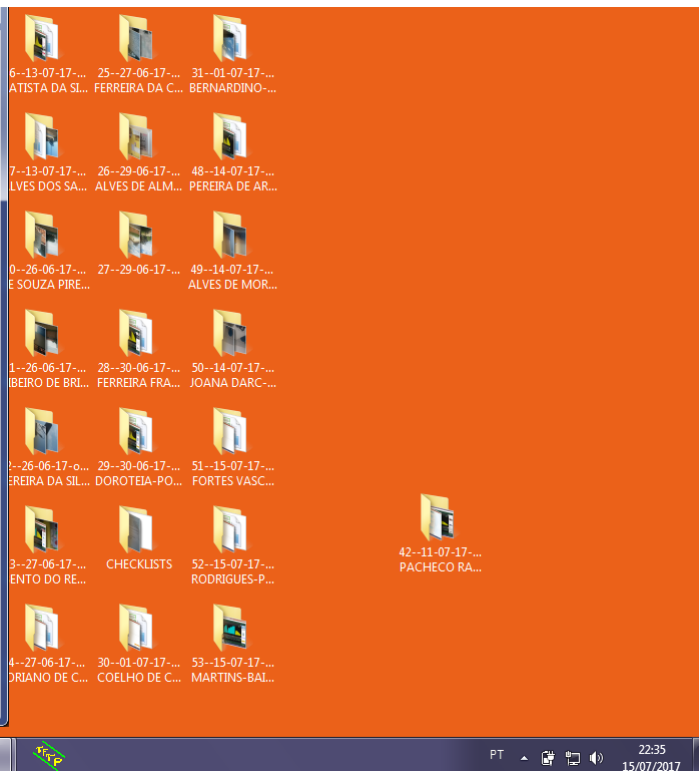 6--13-07-17-... 25--27-06-17-... 31--01-07-17-...
ATISTA DA SI... FERREIRA DA C... BERNARDINO-...
7--13-07-17-... 26--29-06-17-... 48--14-07-17-...
LVES DOS SA... ALVES DE ALM... PEREIRA DE AR...
0--26-06-17-... 27--29-06-17-... 49--14-07-17-...
E SOUZA PIRE... ALVES DE MOR...
1--26-06-17-... 28--30-06-17-... 50--14-07-17-...
IBEIRO DE BRI... FERREIRA FRA... JOANA DARC-...
2--26-06-17-o... 29--30-06-17-... 51--15-07-17-...
EREIRA DA SIL... DOROTEIA-PO... FORTES VASC...
42--11-07-17-...
PACHECO RA...
3--27-06-17-... CHECKLISTS 52--15-07-17-...
ENTO DO RE... RODRIGUES-P...
4--27-06-17-... 30--01-07-17-... 53--15-07-17-...
ORIANO DE C... COELHO DE C... MARTINS-BAI...
TFTP
PT 22:35
15/07/2017